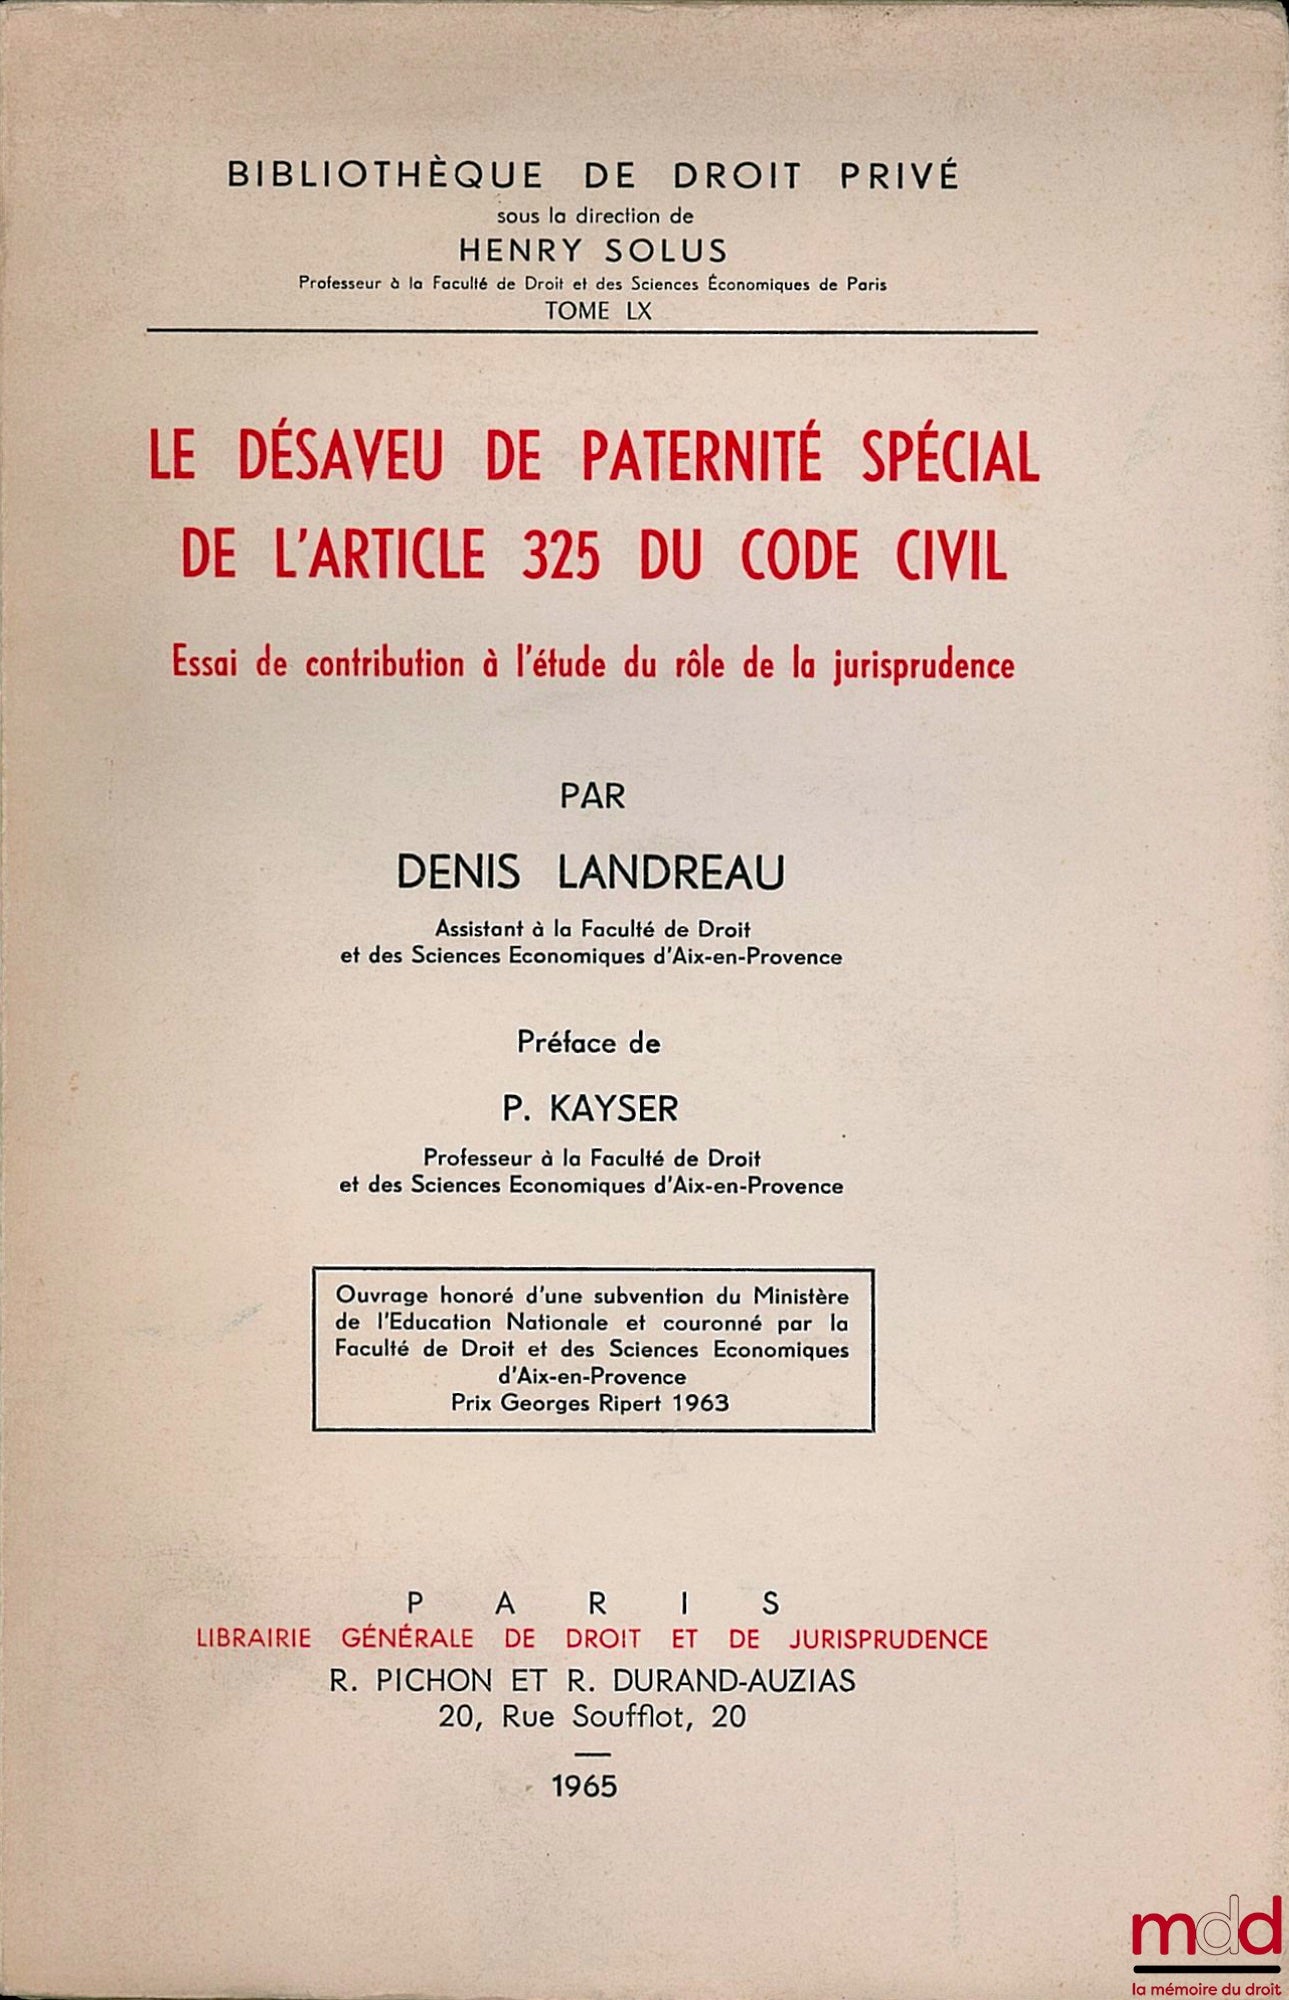 BIBLIOTHÈQUE DE DROIT PRIVÉ
sous la direction de
HENRY SOLUS
Professeur à la Faculté de Droit et des Sciences Économiques de Paris
TOME LX
LE DÉSAVEU DE PATERNITÉ SPÉCIAL
DE L'ARTICLE 325 DU CODE CIVIL
Essai de contribution à l'étude du rôle de la jurisprudence
PAR
DENIS LANDREAU
Assistant à la Faculté de Droit
et des Sciences Economiques d'Aix-en-Provence
Préface de
P. KAYSER
Professeur à la Faculté de Droit
et des Sciences Economiques d'Aix-en-Provence
Ouvrage honoré d'une subvention du Ministère
de l'Education Nationale et couronné par la
Faculté de Droit et des Sciences Economiques
d'Aix-en-Provence
Prix Georges Ripert 1963
PARIS
LIBRAIRIE GÉNÉRALE DE DROIT ET DE JURISPRUDENCE
R. PICHON ET R. DURAND-AUZIAS
20, Rue Soufflot, 20
1965
mdd
la mémoire du droit